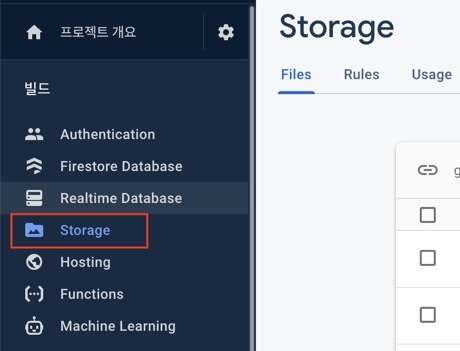 프로젝트 개요
빌드
Authentication
Firestore Database
Realtime Database
Storage
Hosting
Functions
Machine Learning
Storage
Files Rules Usage